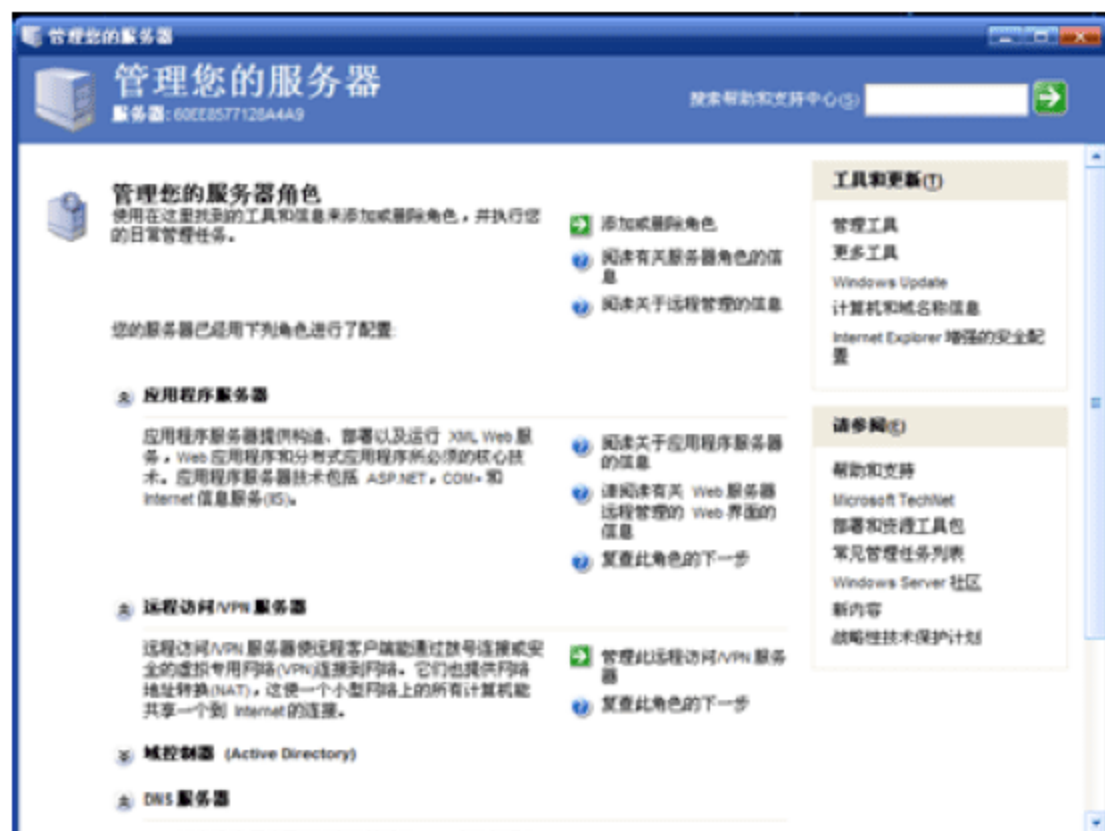 管理您的服务器
管理您的服务器
服务器: 60EE8577128A4A9
搜索帮助和支持中心(S)
管理您的服务器角色
使用在这里找到的工具和信息来添加或删除角色，并执行您
的日常管理任务。
添加或删除角色
阅读有关服务器角色的信
息
阅读关于远程管理的信息
您的服务器已经用下列角色进行了配置:
应用程序服务器
应用程序服务器提供构造、部署以及运行 XML Web 服
务，Web 应用程序和分布式应用程序所必须的核心技
术。应用程序服务器技术包括 ASP.NET，COM+ 和
Internet 信息服务(IIS)。
阅读关于应用程序服务器
的信息
请阅读有关 Web 服务器
远程管理的 Web 界面的
信息
复查此角色的下一步
远程访问/VPN 服务器
远程访问/VPN 服务器使远程客户端能通过拨号连接或安
全的虚拟专用网络(VPN)连接到网络。它们也提供网络
地址转换(NAT)，这使一个小型网络上的所有计算机能
共享一个到 Internet 的连接。
管理此远程访问/VPN 服务
器
复查此角色的下一步
域控制器 (Active Directory)
DNS 服务器
工具和更新(T)
管理工具
更多工具
Windows Update
计算机和域名称信息
Internet Explorer 增强的安全配
置
请参阅(E)
帮助和支持
Microsoft TechNet
部署和资源工具包
常见管理任务列表
Windows Server 社区
新内容
战略性技术保护计划